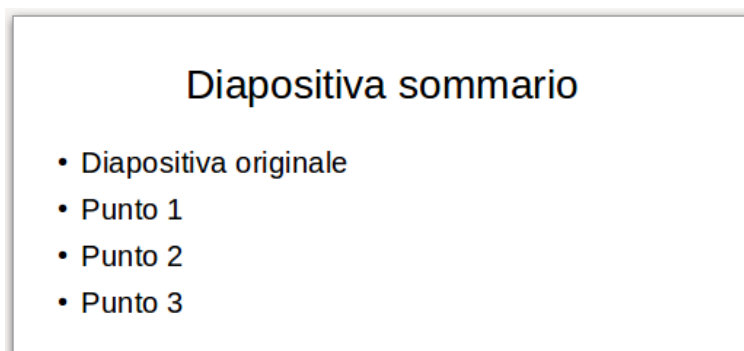 Diapositiva sommario
• Diapositiva originale
• Punto 1
• Punto 2
• Punto 3